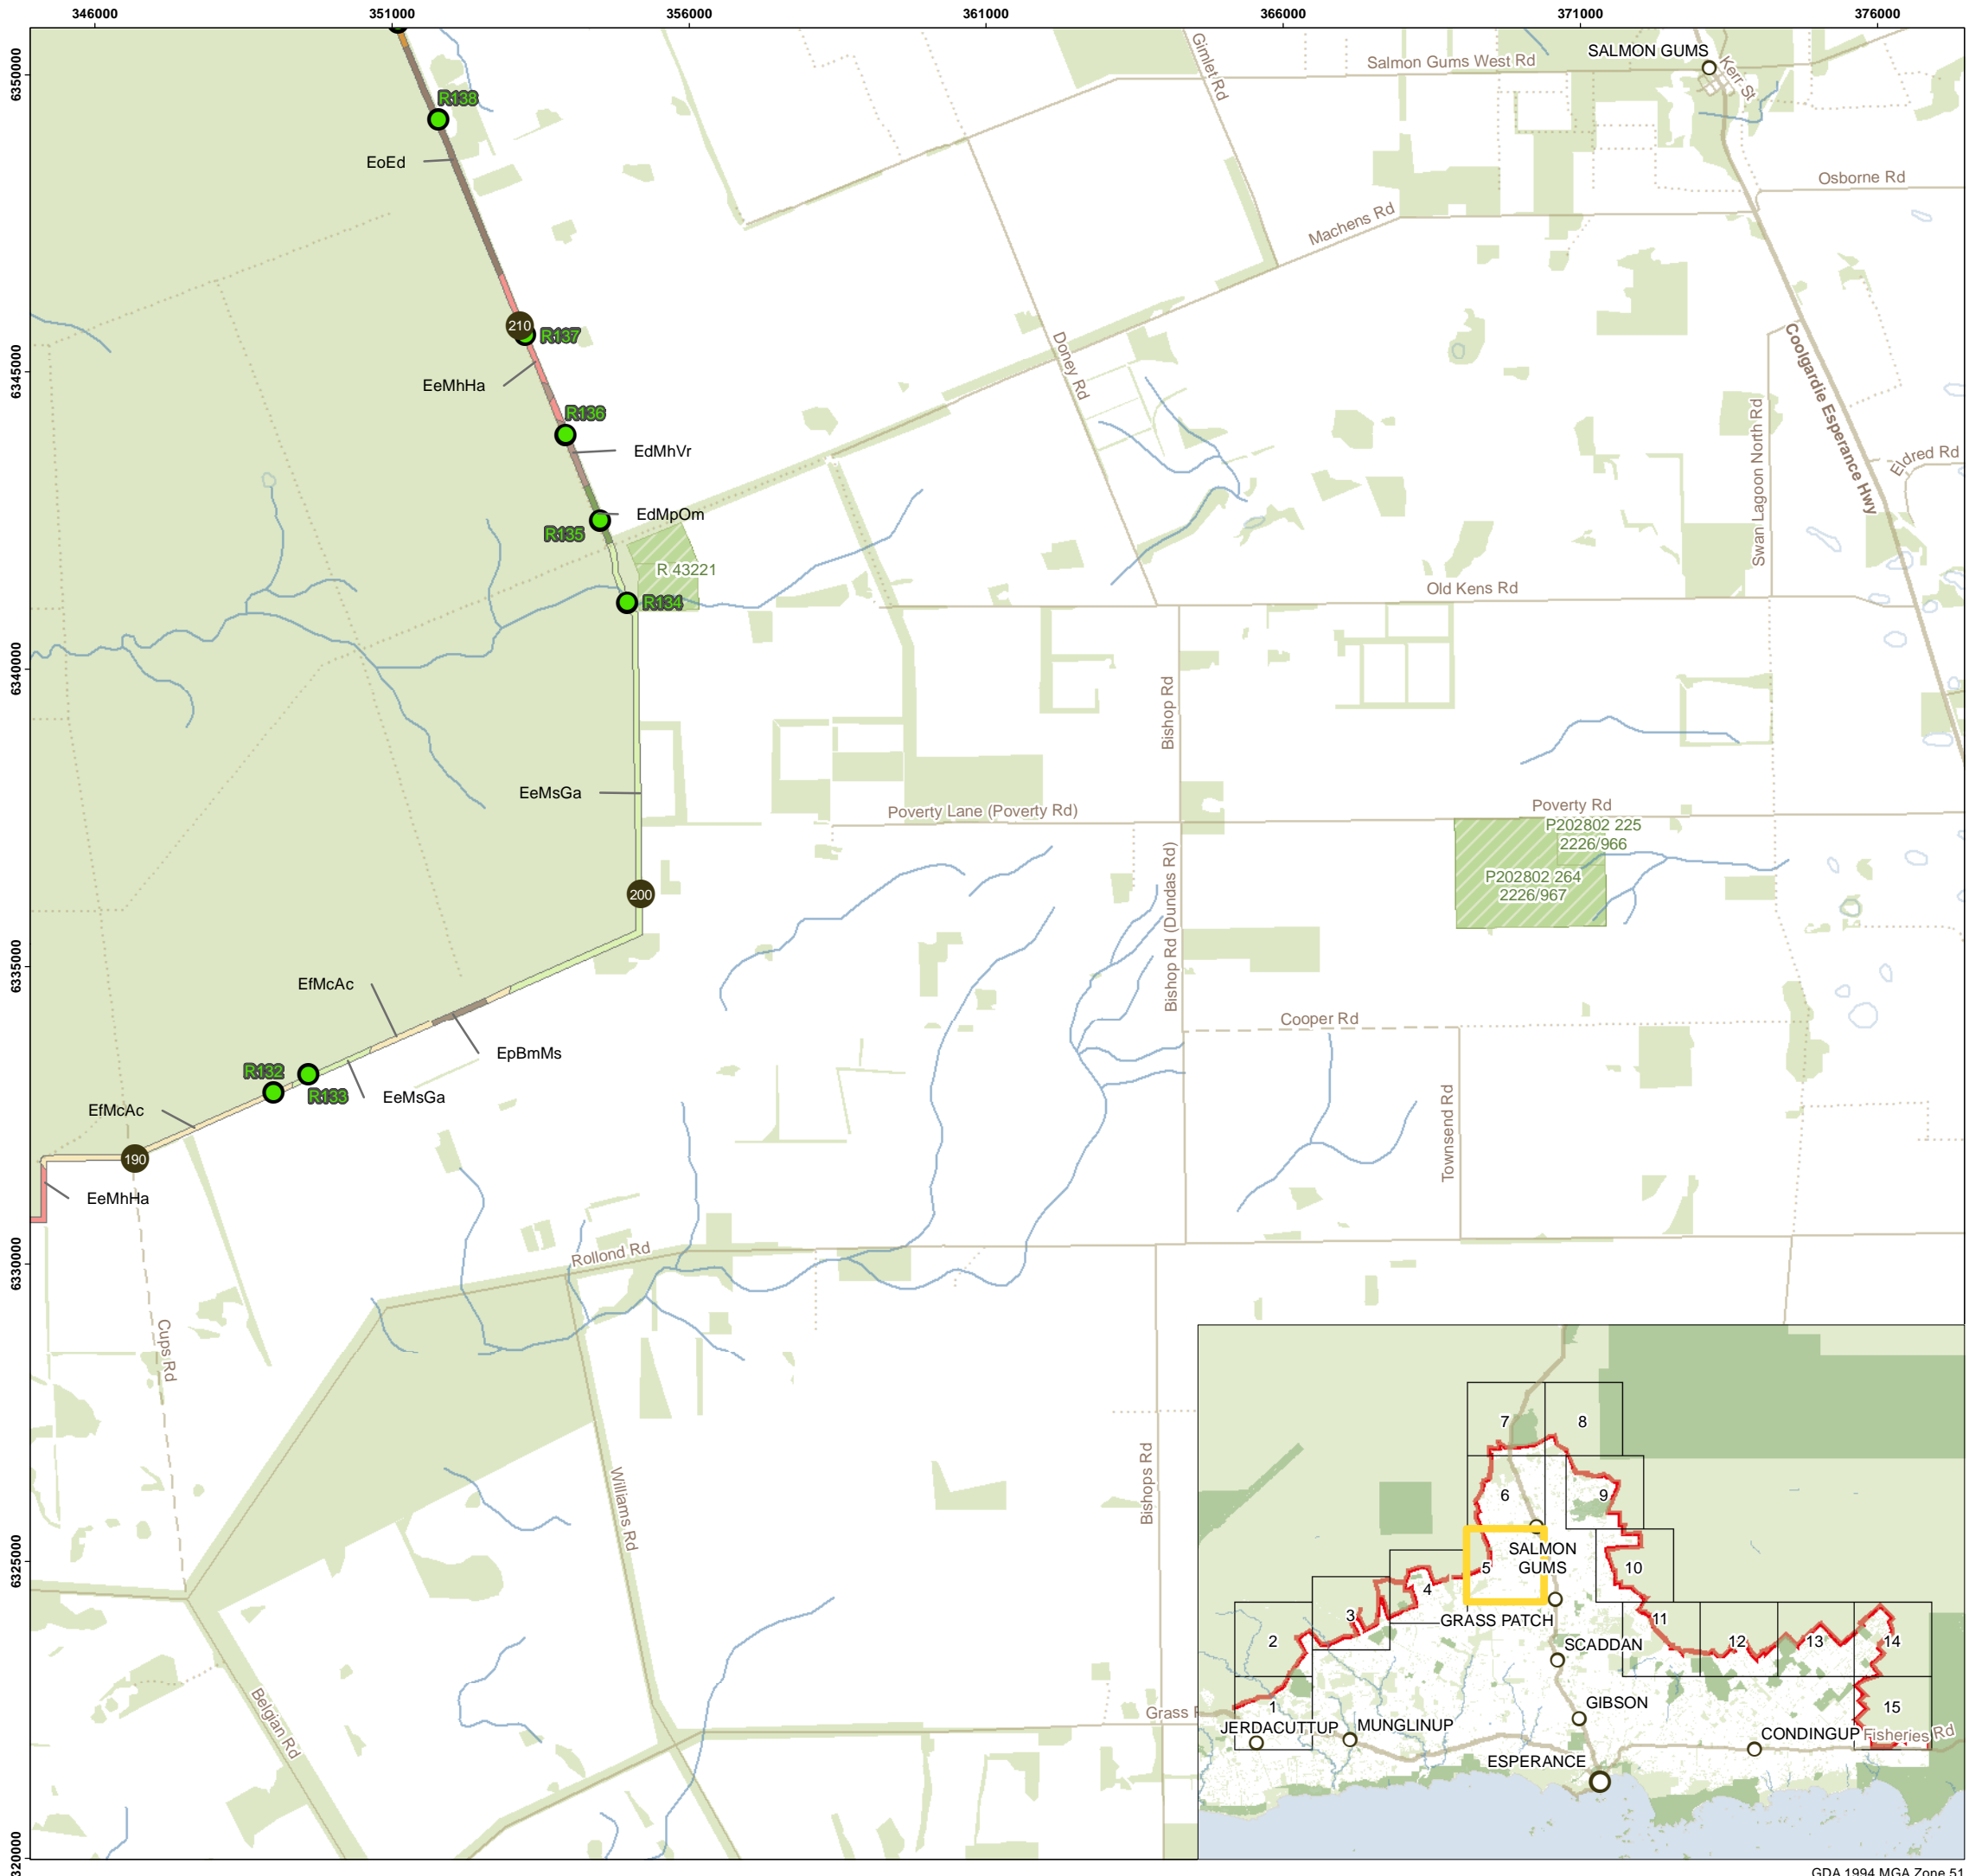 346000 351000 356000 361000 366000 371000 376000
6350000
6345000
6340000
6335000
6330000
6325000
320000
SALMON GUMS
Kerr St
Salmon Gums West Rd
Gimlet Rd
R138
EoEd
Osborne Rd
Machens Rd
210
R137
EeMhHa
Doney Rd
Coolgardie Esperance Hwy
R136
EdMhVr
Swan Lagoon North Rd
Eldred Rd
EdMpOm
R135
R 43221
R134
Old Kens Rd
Bishop Rd
EeMsGa
Poverty Lane (Poverty Rd)
Poverty Rd
P202802 225
2226/966
P202802 264
2226/967
200
Bishop Rd (Dundas Rd)
EfMcAc
Cooper Rd
EpBmMs
R132
R133
EeMsGa
EfMcAc
Townsend Rd
190
EeMhHa
Rollond Rd
Cups Rd
Williams Rd
Bishops Rd
Belgian Rd
Grass
7
8
6
9
SALMON
GUMS
5
10
4
3
GRASS PATCH
11
2
SCADDAN
12
13
14
1
GIBSON
15
JERDACUTTUP
MUNGLINUP
CONDINGUP
Fisheries Rd
ESPERANCE
GDA 1994 MGA Zone 51